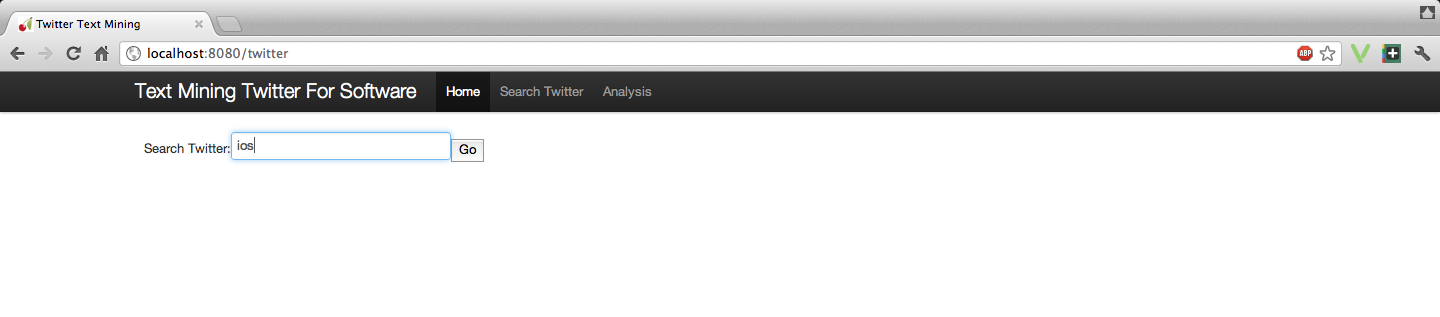 Twitter Text Mining
localhost:8080/twitter
ABP
Text Mining Twitter For Software Home Search Twitter Analysis
Search Twitter: ios Go